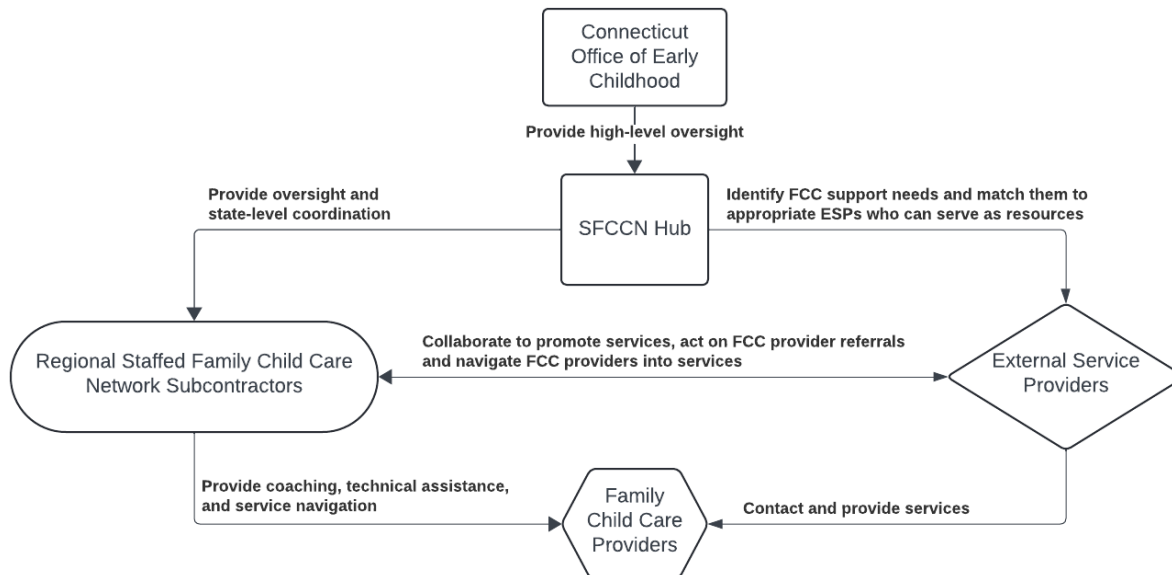 Connecticut
Office of Early
Childhood
Provide high-level oversight
Provide oversight and
state-level coordination
SFCCN Hub
Identify FCC support needs and match them to
appropriate ESPs who can serve as resources
Regional Staffed Family Child Care
Network Subcontractors
Collaborate to promote services, act on FCC provider referrals
and navigate FCC providers into services
External Service
Providers
Provide coaching, technical assistance,
and service navigation
Family
Child Care
Providers
Contact and provide services